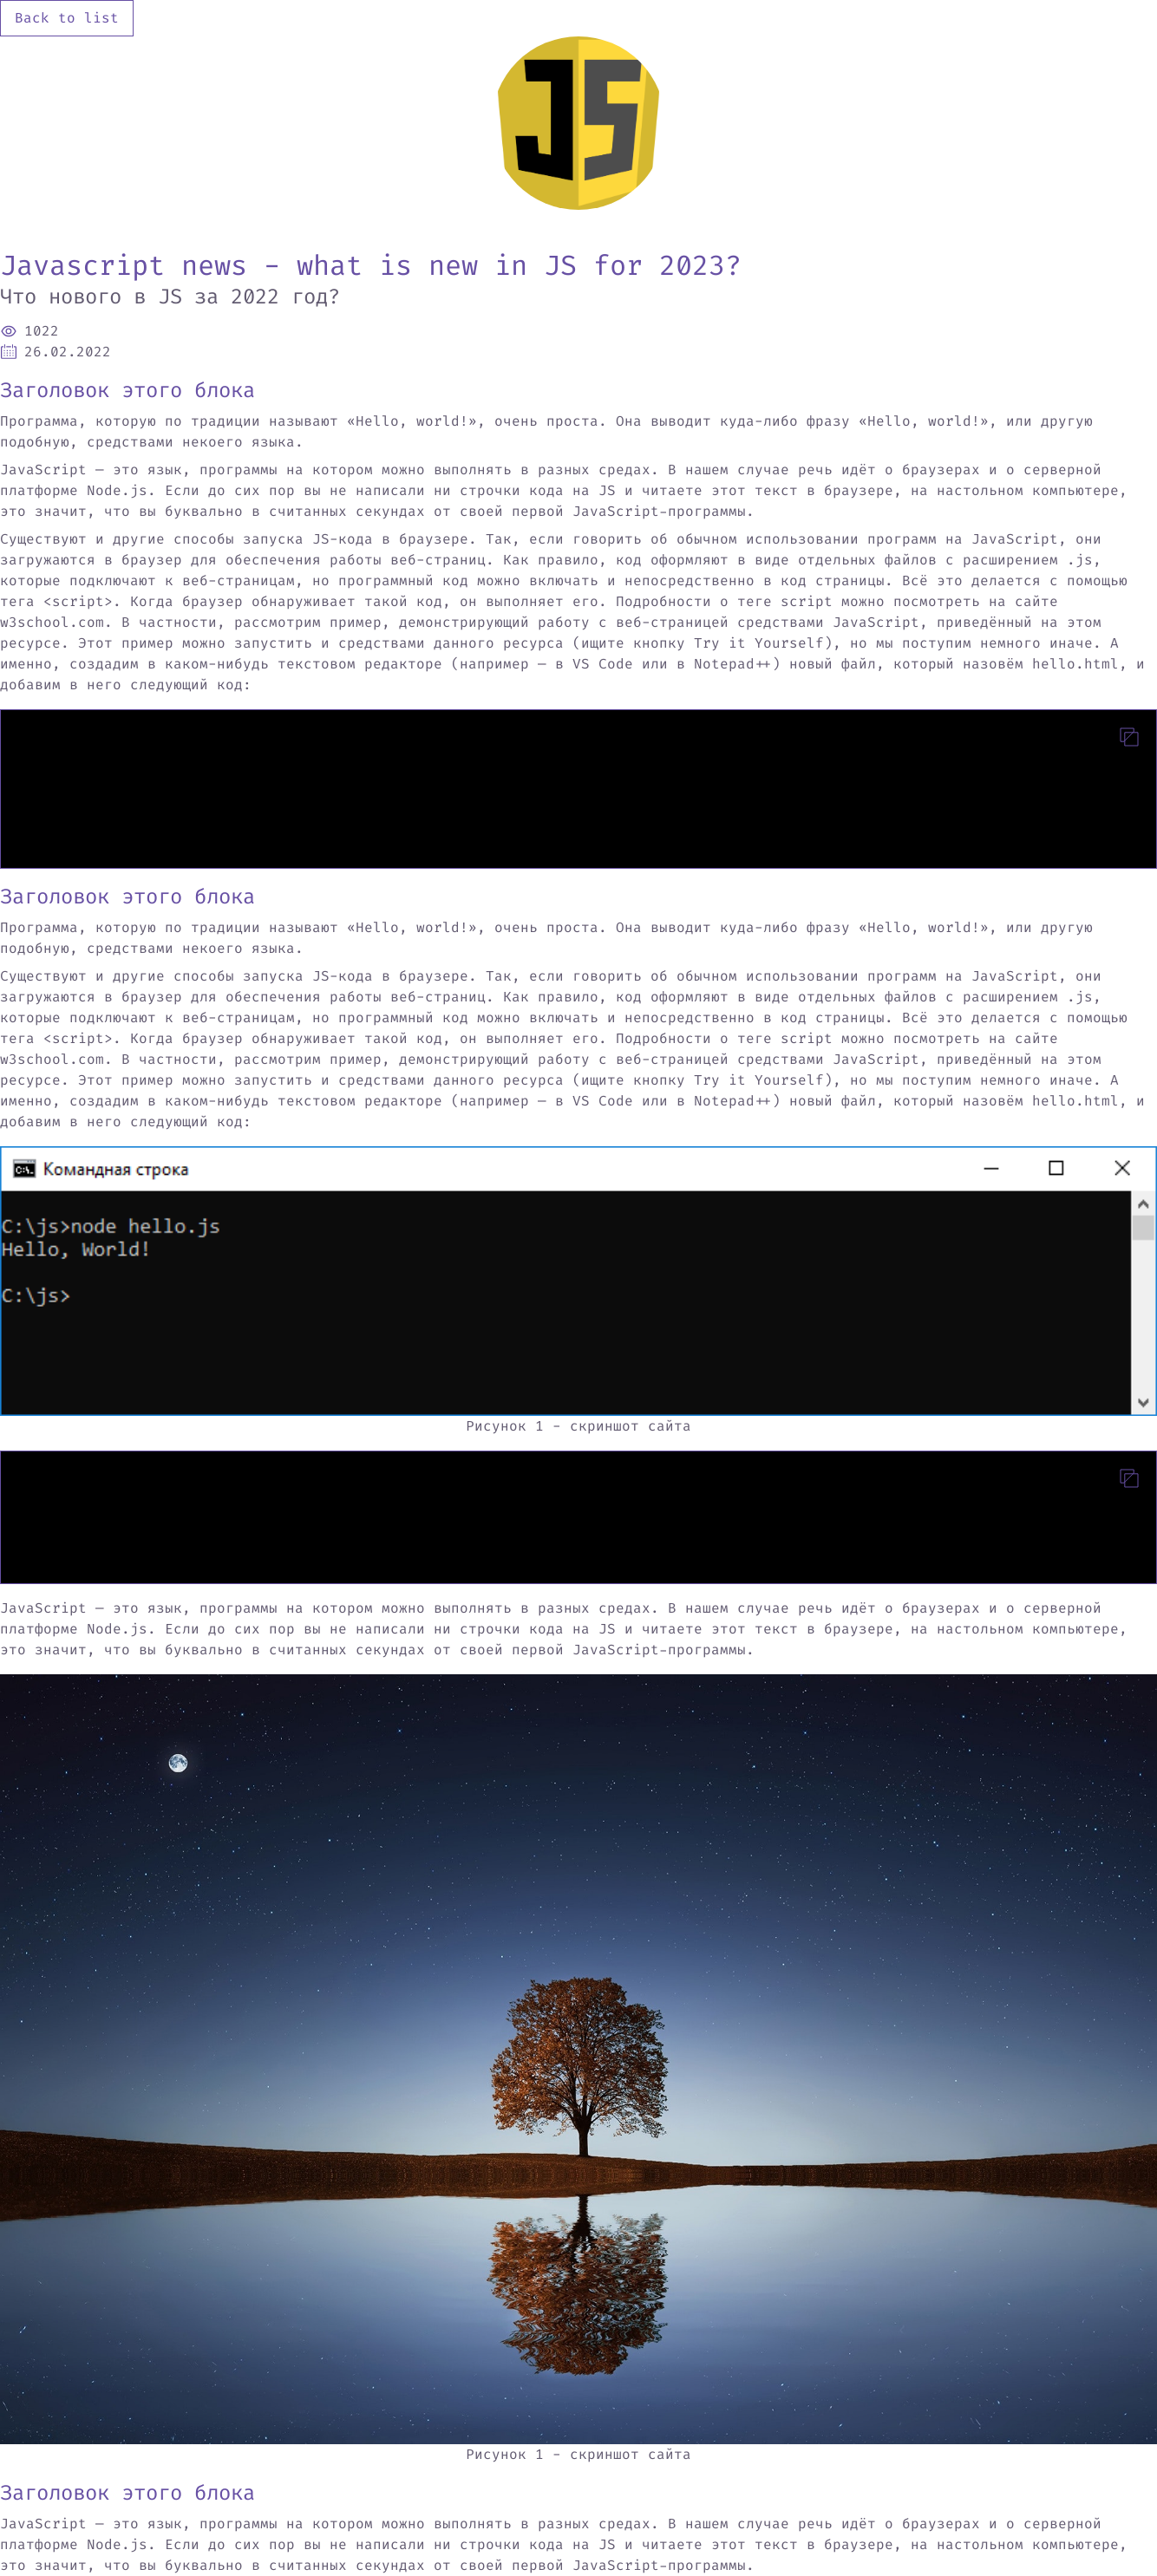 Back to list
JS
Javascript news - what is new in JS for 2023?
Что нового в JS за 2022 год?
1022
26.02.2022
Заголовок этого блока
Программа, которую по традиции называют «Hello, world!», очень проста. Она выводит куда-либо фразу «Hello, world!», или другую
подобную, средствами некоего языка.
JavaScript — это язык, программы на котором можно выполнять в разных средах. В нашем случае речь идёт о браузерах и о серверной
платформе Node.js. Если до сих пор вы не написали ни строчки кода на JS и читаете этот текст в браузере, на настольном компьютере,
это значит, что вы буквально в считанных секундах от своей первой JavaScript-программы.
Существуют и другие способы запуска JS-кода в браузере. Так, если говорить об обычном использовании программ на JavaScript, они
загружаются в браузер для обеспечения работы веб-страниц. Как правило, код оформляют в виде отдельных файлов с расширением .js,
которые подключают к веб-страницам, но программный код можно включать и непосредственно в код страницы. Всё это делается с помощью
тега <script>. Когда браузер обнаруживает такой код, он выполняет его. Подробности о теге script можно посмотреть на сайте
w3school.com. В частности, рассмотрим пример, демонстрирующий работу с веб-страницей средствами JavaScript, приведённый на этом
ресурсе. Этот пример можно запустить и средствами данного ресурса (ищите кнопку Try it Yourself), но мы поступим немного иначе. А
именно, создадим в каком-нибудь текстовом редакторе (например — в VS Code или в Notepad++) новый файл, который назовём hello.html, и
добавим в него следующий код:
Заголовок этого блока
Программа, которую по традиции называют «Hello, world!», очень проста. Она выводит куда-либо фразу «Hello, world!», или другую
подобную, средствами некоего языка.
Существуют и другие способы запуска JS-кода в браузере. Так, если говорить об обычном использовании программ на JavaScript, они
загружаются в браузер для обеспечения работы веб-страниц. Как правило, код оформляют в виде отдельных файлов с расширением .js,
которые подключают к веб-страницам, но программный код можно включать и непосредственно в код страницы. Всё это делается с помощью
тега <script>. Когда браузер обнаруживает такой код, он выполняет его. Подробности о теге script можно посмотреть на сайте
w3school.com. В частности, рассмотрим пример, демонстрирующий работу с веб-страницей средствами JavaScript, приведённый на этом
ресурсе. Этот пример можно запустить и средствами данного ресурса (ищите кнопку Try it Yourself), но мы поступим немного иначе. А
именно, создадим в каком-нибудь текстовом редакторе (например — в VS Code или в Notepad++) новый файл, который назовём hello.html, и
добавим в него следующий код:
Командная строка
C:\js>node hello.js
Hello, World!
C:\js>
Рисунок 1 - скриншот сайта
JavaScript — это язык, программы на котором можно выполнять в разных средах. В нашем случае речь идёт о браузерах и о серверной
платформе Node.js. Если до сих пор вы не написали ни строчки кода на JS и читаете этот текст в браузере, на настольном компьютере,
это значит, что вы буквально в считанных секундах от своей первой JavaScript-программы.
Рисунок 1 - скриншот сайта
Заголовок этого блока
JavaScript — это язык, программы на котором можно выполнять в разных средах. В нашем случае речь идёт о браузерах и о серверной
платформе Node.js. Если до сих пор вы не написали ни строчки кода на JS и читаете этот текст в браузере, на настольном компьютере,
это значит, что вы буквально в считанных секундах от своей первой JavaScript-программы.